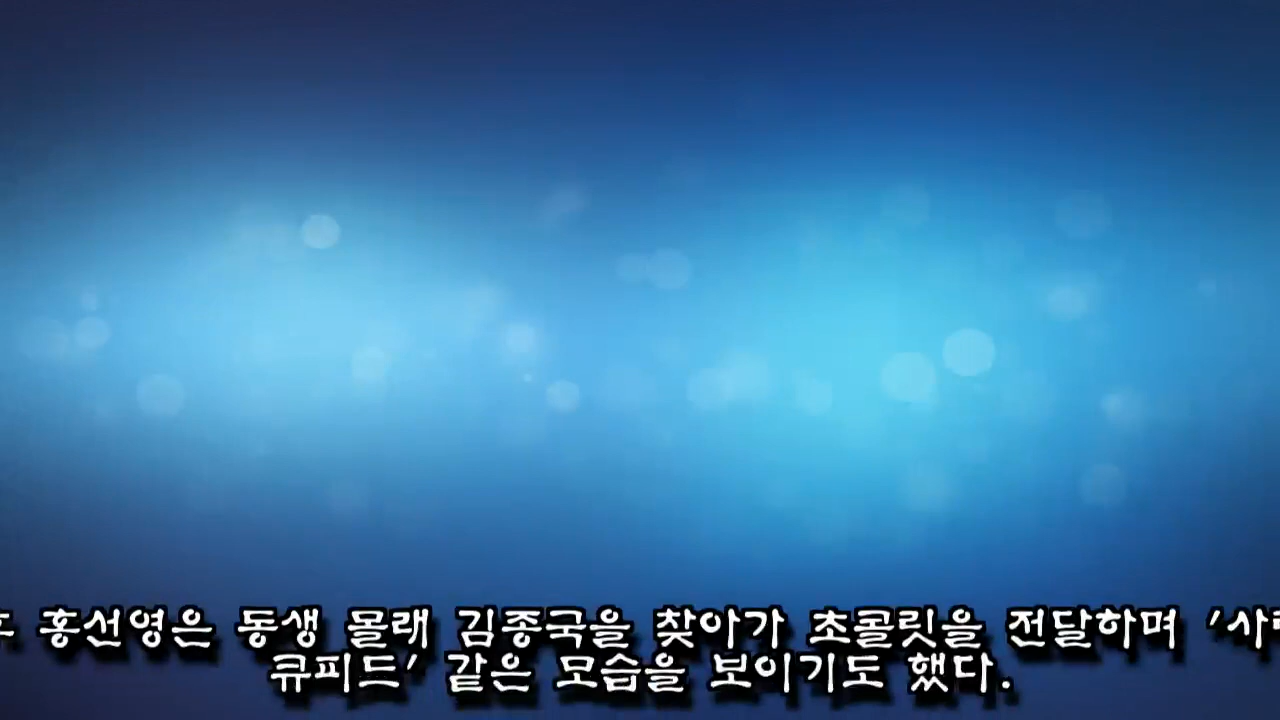 홍선영은 동생 몰래 김종국을 찾아가 초콜릿을 전달하며 '사
큐피드' 같은 모습을 보이기도 했다.